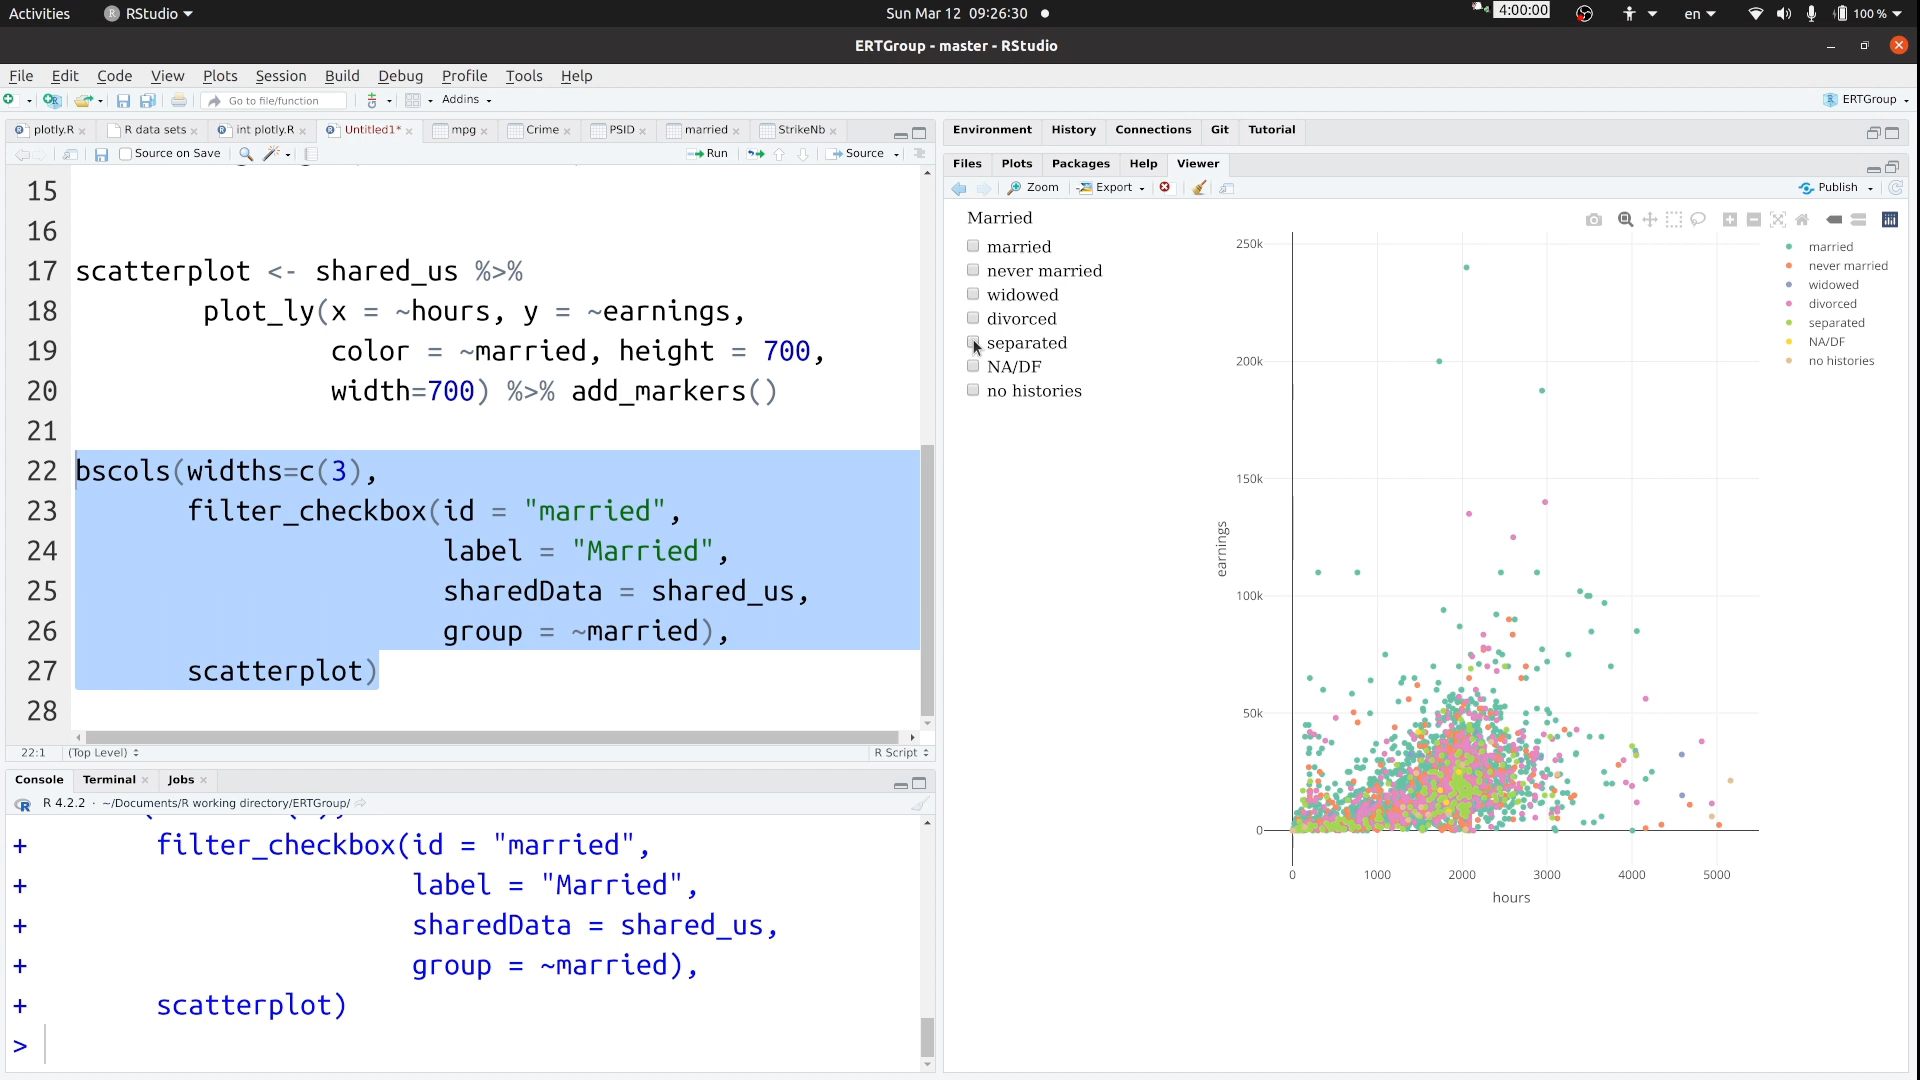 Activities
RStudio
Sun Mar 12 09:26:30
4:00:00
en
100 %
ERTGroup - master - RStudio
File Edit Code View Plots Session Build Debug Profile Tools Help
Go to file/function
Addins
ERTGroup
plotly.R
R data sets
int plotly.R
Untitled1*
mpg
Crime
PSID
married
StrikeNb
Source on Save
Run
Source
15
16
17 scatterplot <- shared_us %>%
18 plot_ly(x = ~hours, y = ~earnings,
19 color = ~married, height = 700,
20 width=700) %>% add_markers()
21
22 bscols(widths=c(3),
23 filter_checkbox(id = "married",
24 label = "Married",
25 sharedData = shared_us,
26 group = ~married),
27 scatterplot)
28
22:1 (Top Level) R Script
Console Terminal Jobs
R 4.2.2 · ~/Documents/R working directory/ERTGroup/
+ filter_checkbox(id = "married",
+ label = "Married",
+ sharedData = shared_us,
+ group = ~married),
+ scatterplot)
>
Environment History Connections Git Tutorial
Files Plots Packages Help Viewer
Zoom Export Publish
Married
married
never married
widowed
divorced
separated
NA/DF
no histories
250k
200k
150k
100k
50k
0
earnings
0 1000 2000 3000 4000 5000
hours
married
never married
widowed
divorced
separated
NA/DF
no histories